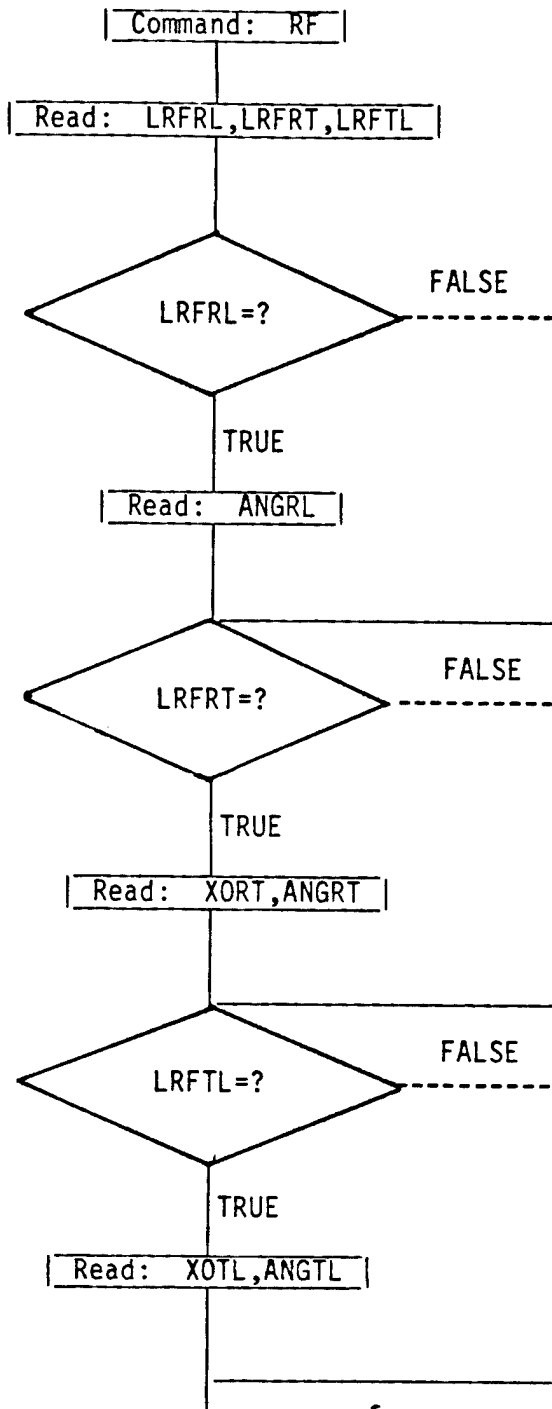 Command: RF
Read: LRFRL,LRFRT,LRFTL
FALSE
LRFRL=?
TRUE
Read: ANGRL
FALSE
LRFRT=?
TRUE
Read: XORT,ANGRT
FALSE
LRFTL=?
TRUE
Read: XOTL,ANGTL